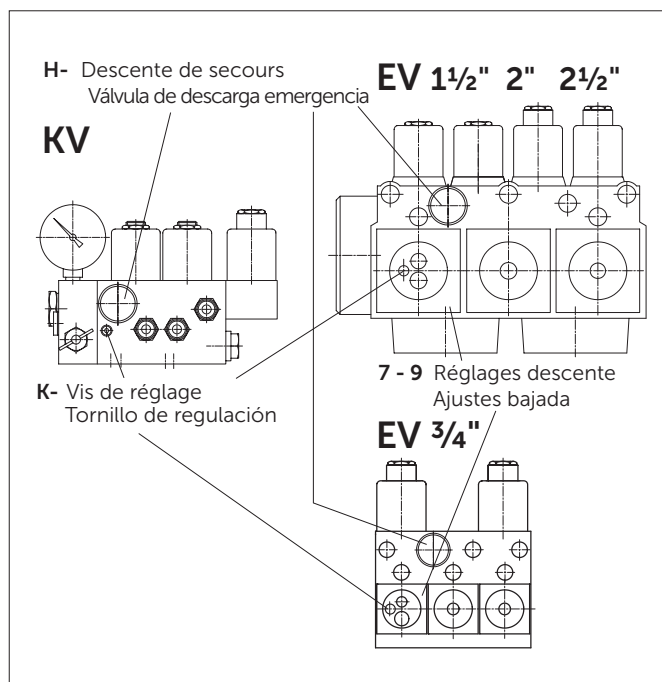 H- Descente de secours
Válvula de descarga emergencia
KV
EV 1½" 2" 2½"
K- Vis de réglage
Tornillo de regulación
7 - 9 Réglages descente
Ajustes bajada
EV ¾"